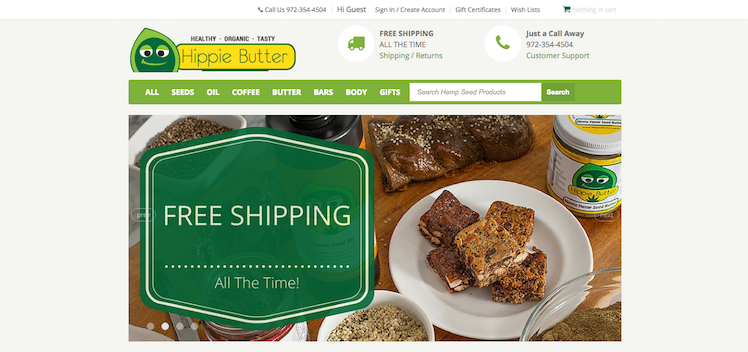 Call Us 972-354-4504 Hi Guest Sign In / Create Account Gift Certificates Wish Lists Nothing in cart
HEALTHY · ORGANIC · TASTY
Hippie Butter
FREE SHIPPING
ALL THE TIME
Shipping / Returns
Just a Call Away
972-354-4504
Customer Support
ALL SEEDS OIL COFFEE BUTTER BARS BODY GIFTS Search Hemp Seed Products Search
prev
FREE SHIPPING
All The Time!
Hippie Butter
next